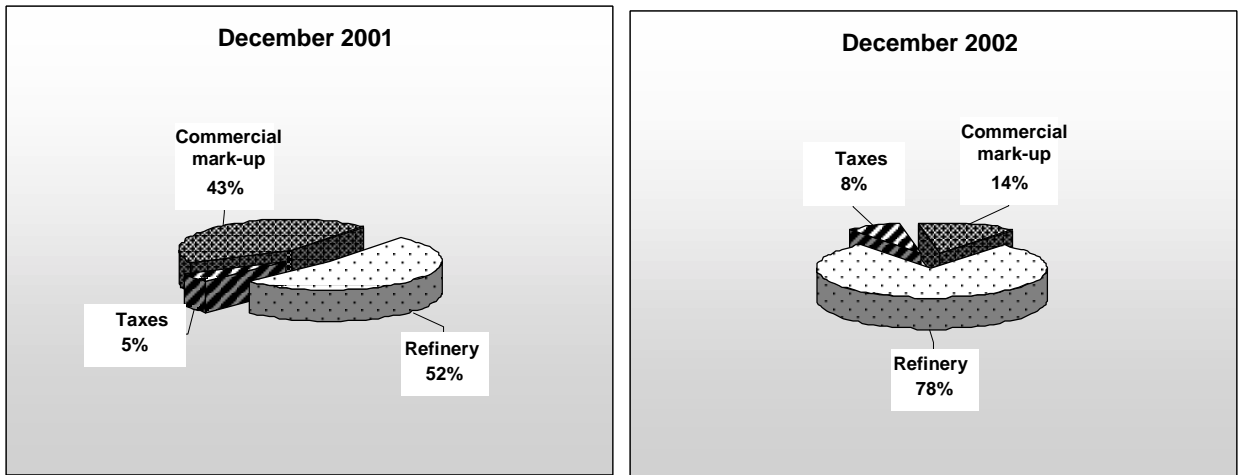 December 2001
Commercial
mark-up
43%
Taxes
5%
Refinery
52%
December 2002
Taxes
8%
Commercial
mark-up
14%
Refinery
78%